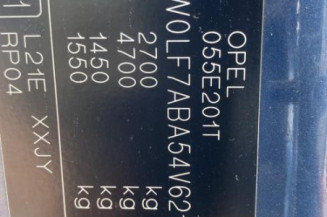 OPEL
055E201T
W0LF7ABA54V62
2700 kg
4700 kg
1450 kg
1550 kg
L21E XXJY
RP04